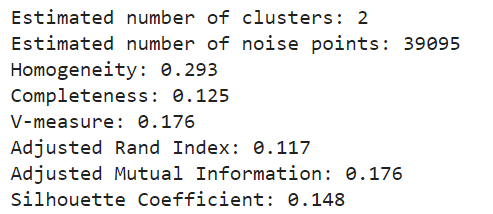 Estimated number of clusters: 2
Estimated number of noise points: 39095
Homogeneity: 0.293
Completeness: 0.125
V-measure: 0.176
Adjusted Rand Index: 0.117
Adjusted Mutual Information: 0.176
Silhouette Coefficient: 0.148